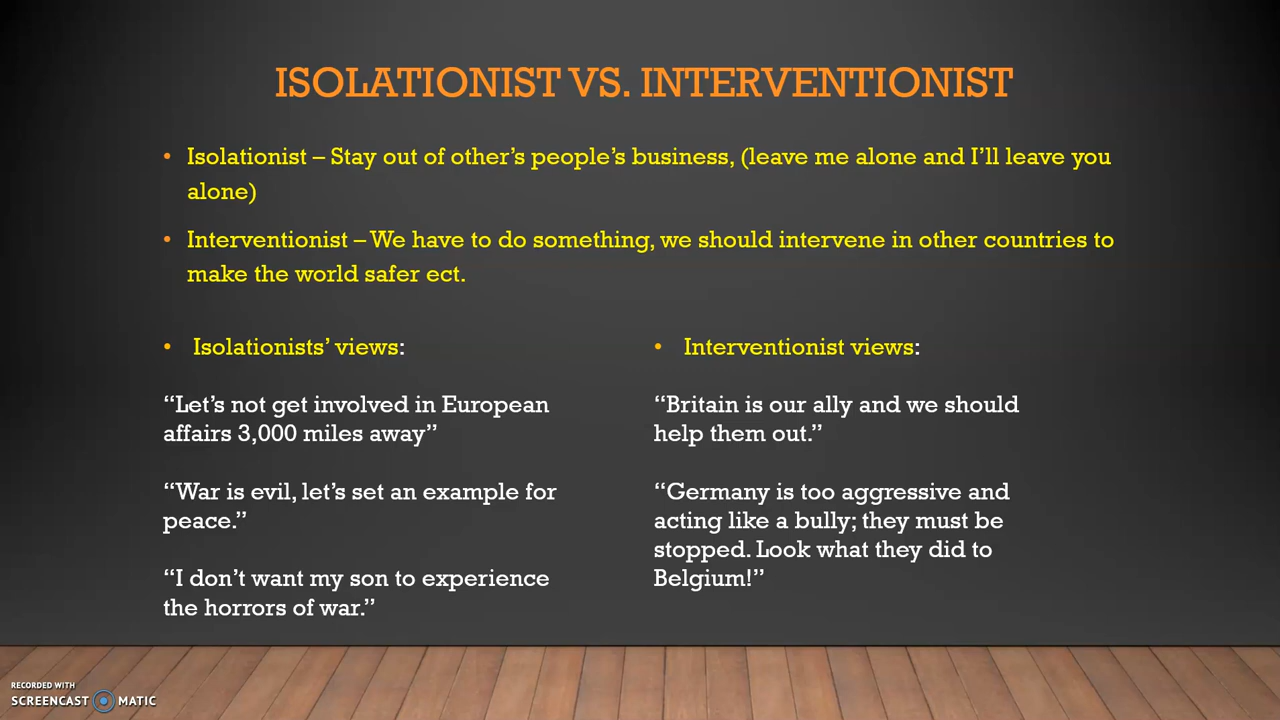 ISOLATIONIST VS. INTERVENTIONIST
• Isolationist – Stay out of other's people's business, (leave me alone and I'll leave you
alone)
• Interventionist – We have to do something, we should intervene in other countries to
make the world safer ect.
• Isolationists' views:
“Let's not get involved in European
affairs 3,000 miles away”
“War is evil, let's set an example for
peace.”
“I don't want my son to experience
the horrors of war.”
• Interventionist views:
“Britain is our ally and we should
help them out.”
“Germany is too aggressive and
acting like a bully; they must be
stopped. Look what they did to
Belgium!”
RECORDED WITH
SCREENCAST MATIC